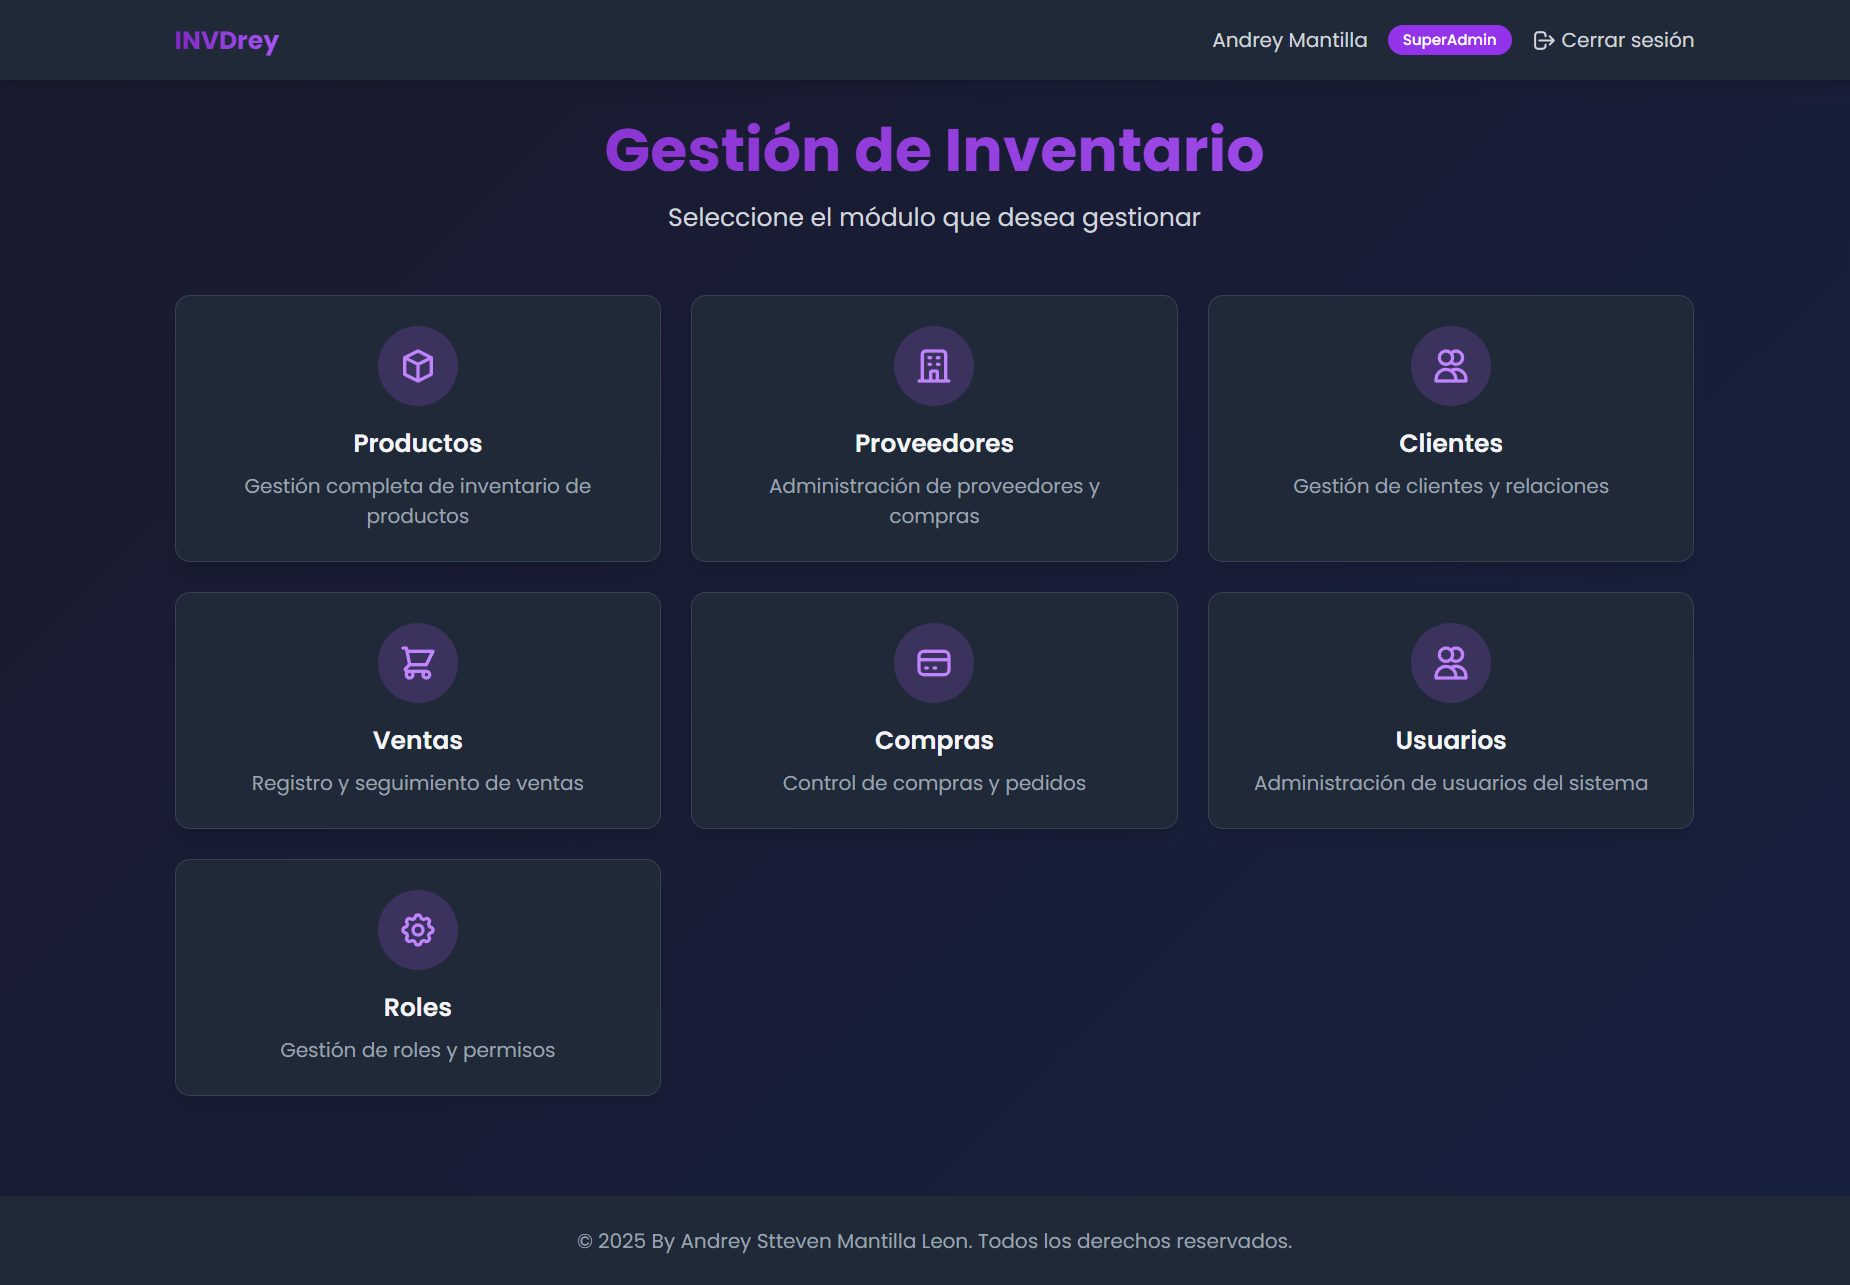 INVDrey
Andrey Mantilla
SuperAdmin
Cerrar sesión
Gestión de Inventario
Seleccione el módulo que desea gestionar
Productos
Gestión completa de inventario de
productos
Proveedores
Administración de proveedores y
compras
Clientes
Gestión de clientes y relaciones
Ventas
Registro y seguimiento de ventas
Compras
Control de compras y pedidos
Usuarios
Administración de usuarios del sistema
Roles
Gestión de roles y permisos
© 2025 By Andrey Stteven Mantilla Leon. Todos los derechos reservados.